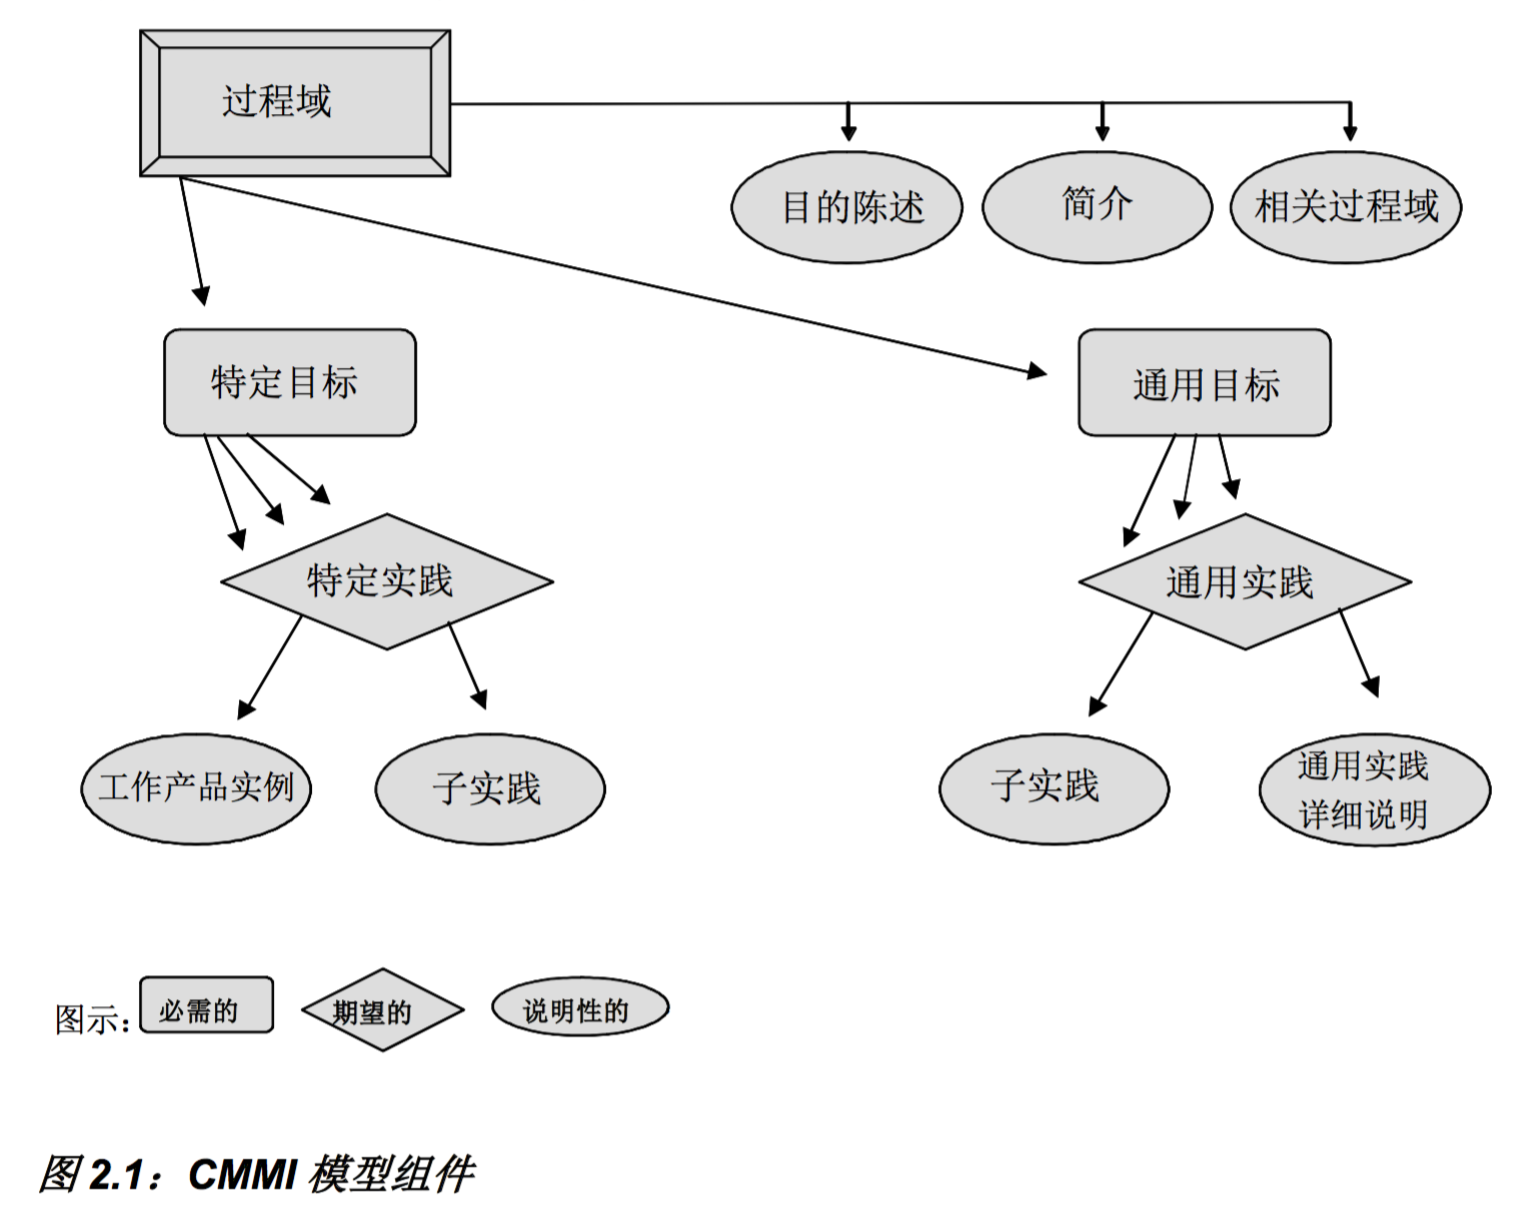 过程域
目的陈述
简介
相关过程域
特定目标
通用目标
特定实践
通用实践
工作产品实例
子实践
子实践
通用实践
详细说明
图示：
必需的
期望的
说明性的
图 2.1：CMMI 模型组件